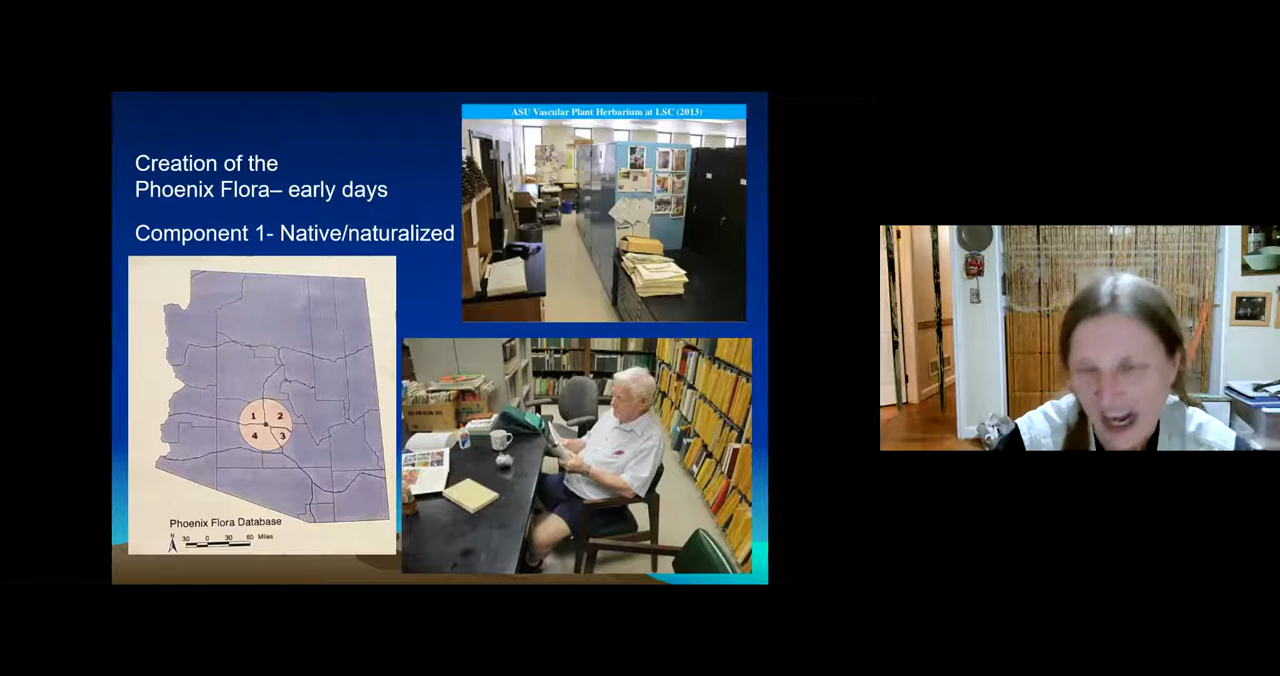 ASU Vascular Plant Herbarium at LSC (2013)
Creation of the
Phoenix Flora– early days
Component 1- Native/naturalized
1
2
4
3
Phoenix Flora Database
N
30 0 30 60 Miles